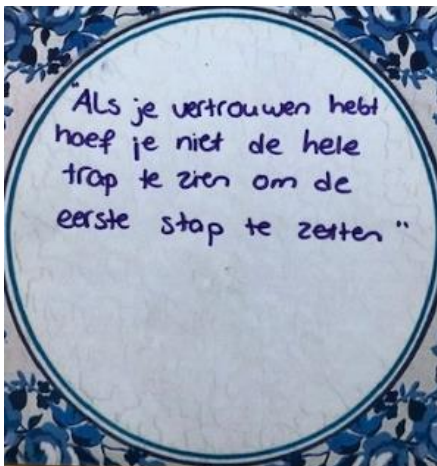 "Als je vertrouwen hebt
hoef je niet de hele
trap te zien om de
eerste stap te zetten"